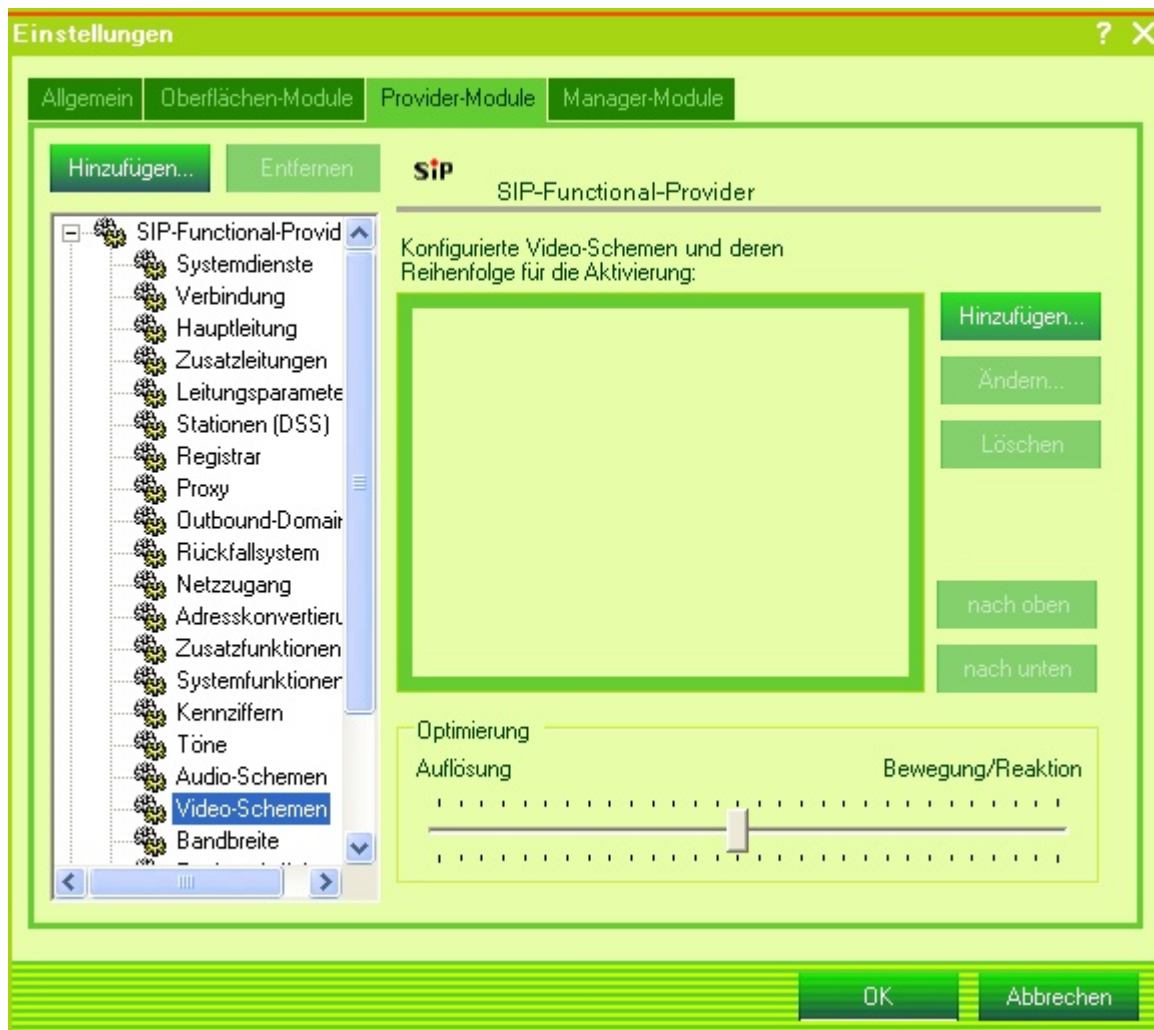 Einstellungen
? X
Allgemein
Oberflächen-Module
Provider-Module
Manager-Module
Hinzufügen...
Entfernen
SIP
SIP-Functional-Provider
SIP-Functional-Provid
Systemdienste
Verbindung
Hauptleitung
Zusatzleitungen
Leitungsparamete
Stationen (DSS)
Registrar
Proxy
Outbound-Domair
Rückfallsystem
Netzzugang
Adresskonvertieru
Zusatzfunktionen
Systemfunktioner
Kennziffern
Töne
Audio-Schemen
Video-Schemen
Bandbreite
Konfigurierte Video-Schemen und deren
Reihenfolge für die Aktivierung:
Hinzufügen...
Ändern...
Löschen
nach oben
nach unten
Optimierung
Auflösung
Bewegung/Reaktion
OK
Abbrechen